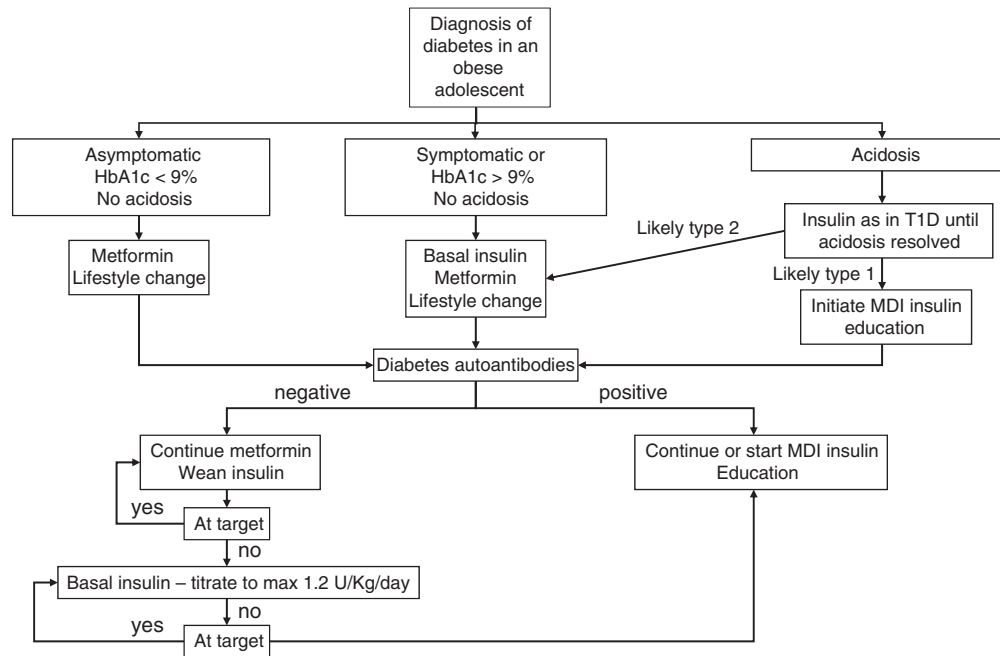 Diagnosis of
diabetes in an
obese
adolescent
Asymptomatic
HbA1c < 9%
No acidosis
Symptomatic or
HbA1c > 9%
No acidosis
Acidosis
Metformin
Lifestyle change
Basal insulin
Metformin
Lifestyle change
Likely type 2
Insulin as in T1D until
acidosis resolved
Likely type 1
Initiate MDI insulin
education
Diabetes autoantibodies
negative
positive
Continue metformin
Wean insulin
Continue or start MDI insulin
Education
yes
At target
no
Basal insulin – titrate to max 1.2 U/Kg/day
no
yes
At target